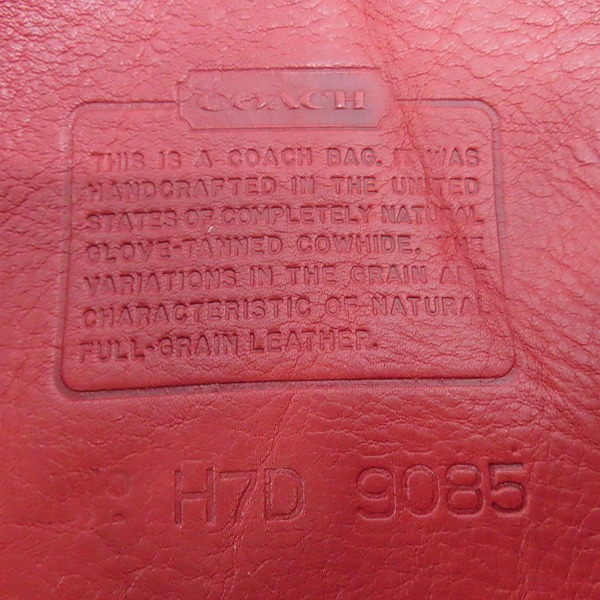 COACH
THIS IS A COACH BAG. IT WAS
HANDCRAFTED IN THE UNITED
STATES OF COMPLETELY NATURAL
GLOVE-TANNED COWHIDE. THE
VARIATIONS IN THE GRAIN ARE
CHARACTERISTIC OF NATURAL
FULL-GRAIN LEATHER.
No H7D 9085